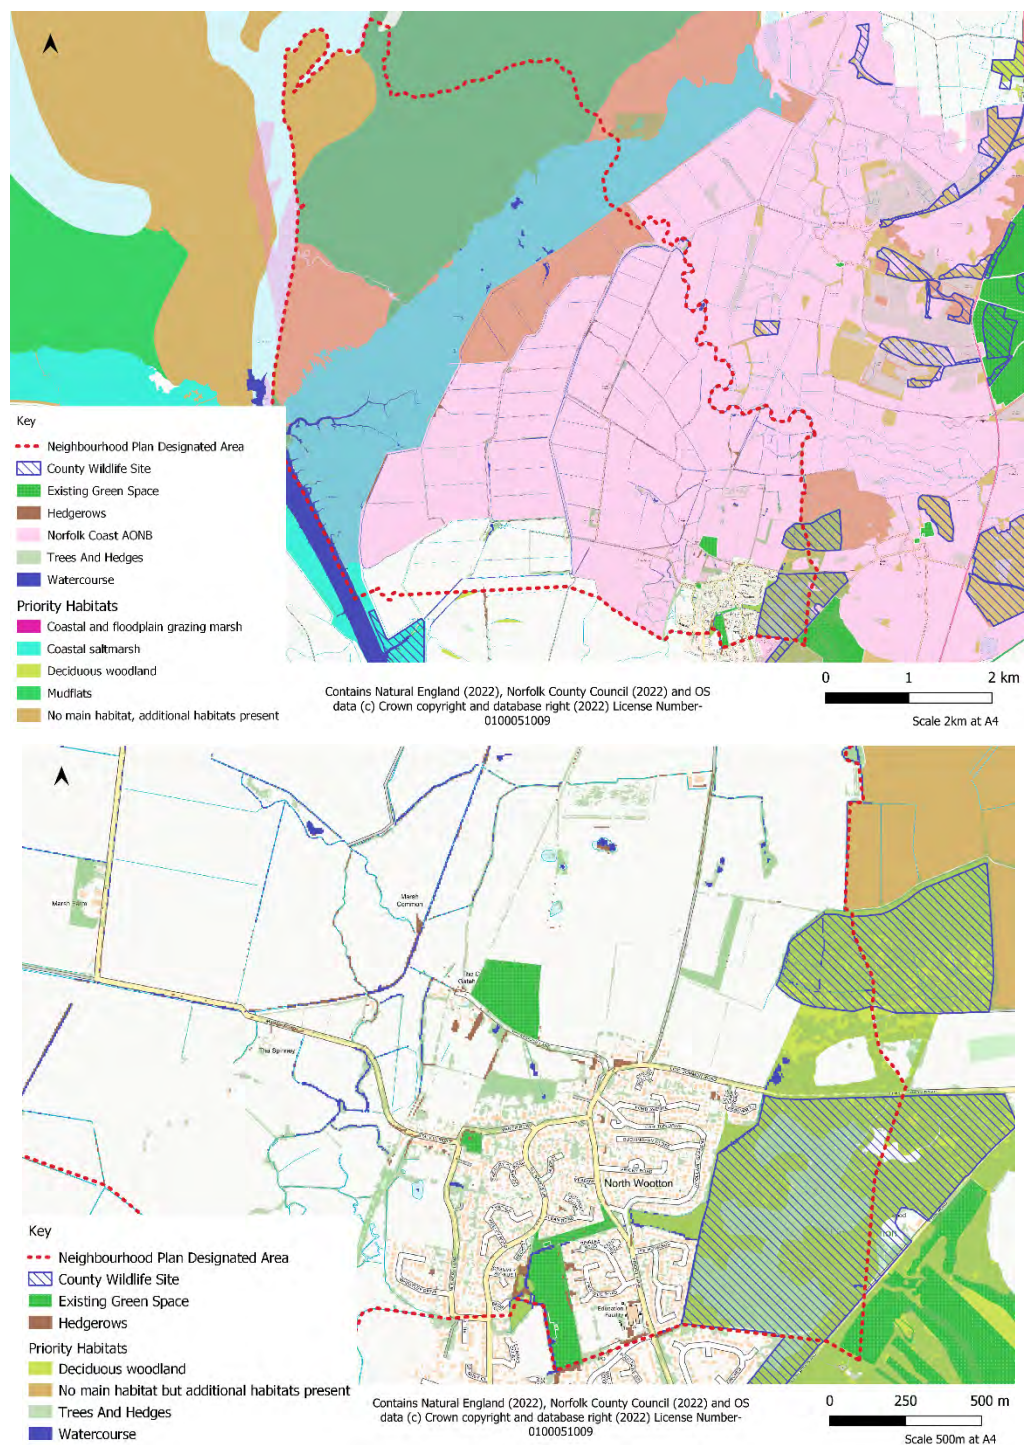 Key
Neighbourhood Plan Designated Area
County Wildlife Site
Existing Green Space
Hedgerows
Norfolk Coast AONB
Trees And Hedges
Watercourse
Priority Habitats
Coastal and floodplain grazing marsh
Coastal saltmarsh
Deciduous woodland
Mudflats
No main habitat, additional habitats present
Contains Natural England (2022), Norfolk County Council (2022) and OS
data (c) Crown copyright and database right (2022) License Number-
0100051009
0 1 2 km
Scale 2km at A4
Marsh Farm
Marsh
Common
The Spinney
North Wootton
Education
Facility
Key
Neighbourhood Plan Designated Area
County Wildlife Site
Existing Green Space
Hedgerows
Priority Habitats
Deciduous woodland
No main habitat but additional habitats present
Trees And Hedges
Watercourse
Contains Natural England (2022), Norfolk County Council (2022) and OS
data (c) Crown copyright and database right (2022) License Number-
0100051009
0 250 500 m
Scale 500m at A4